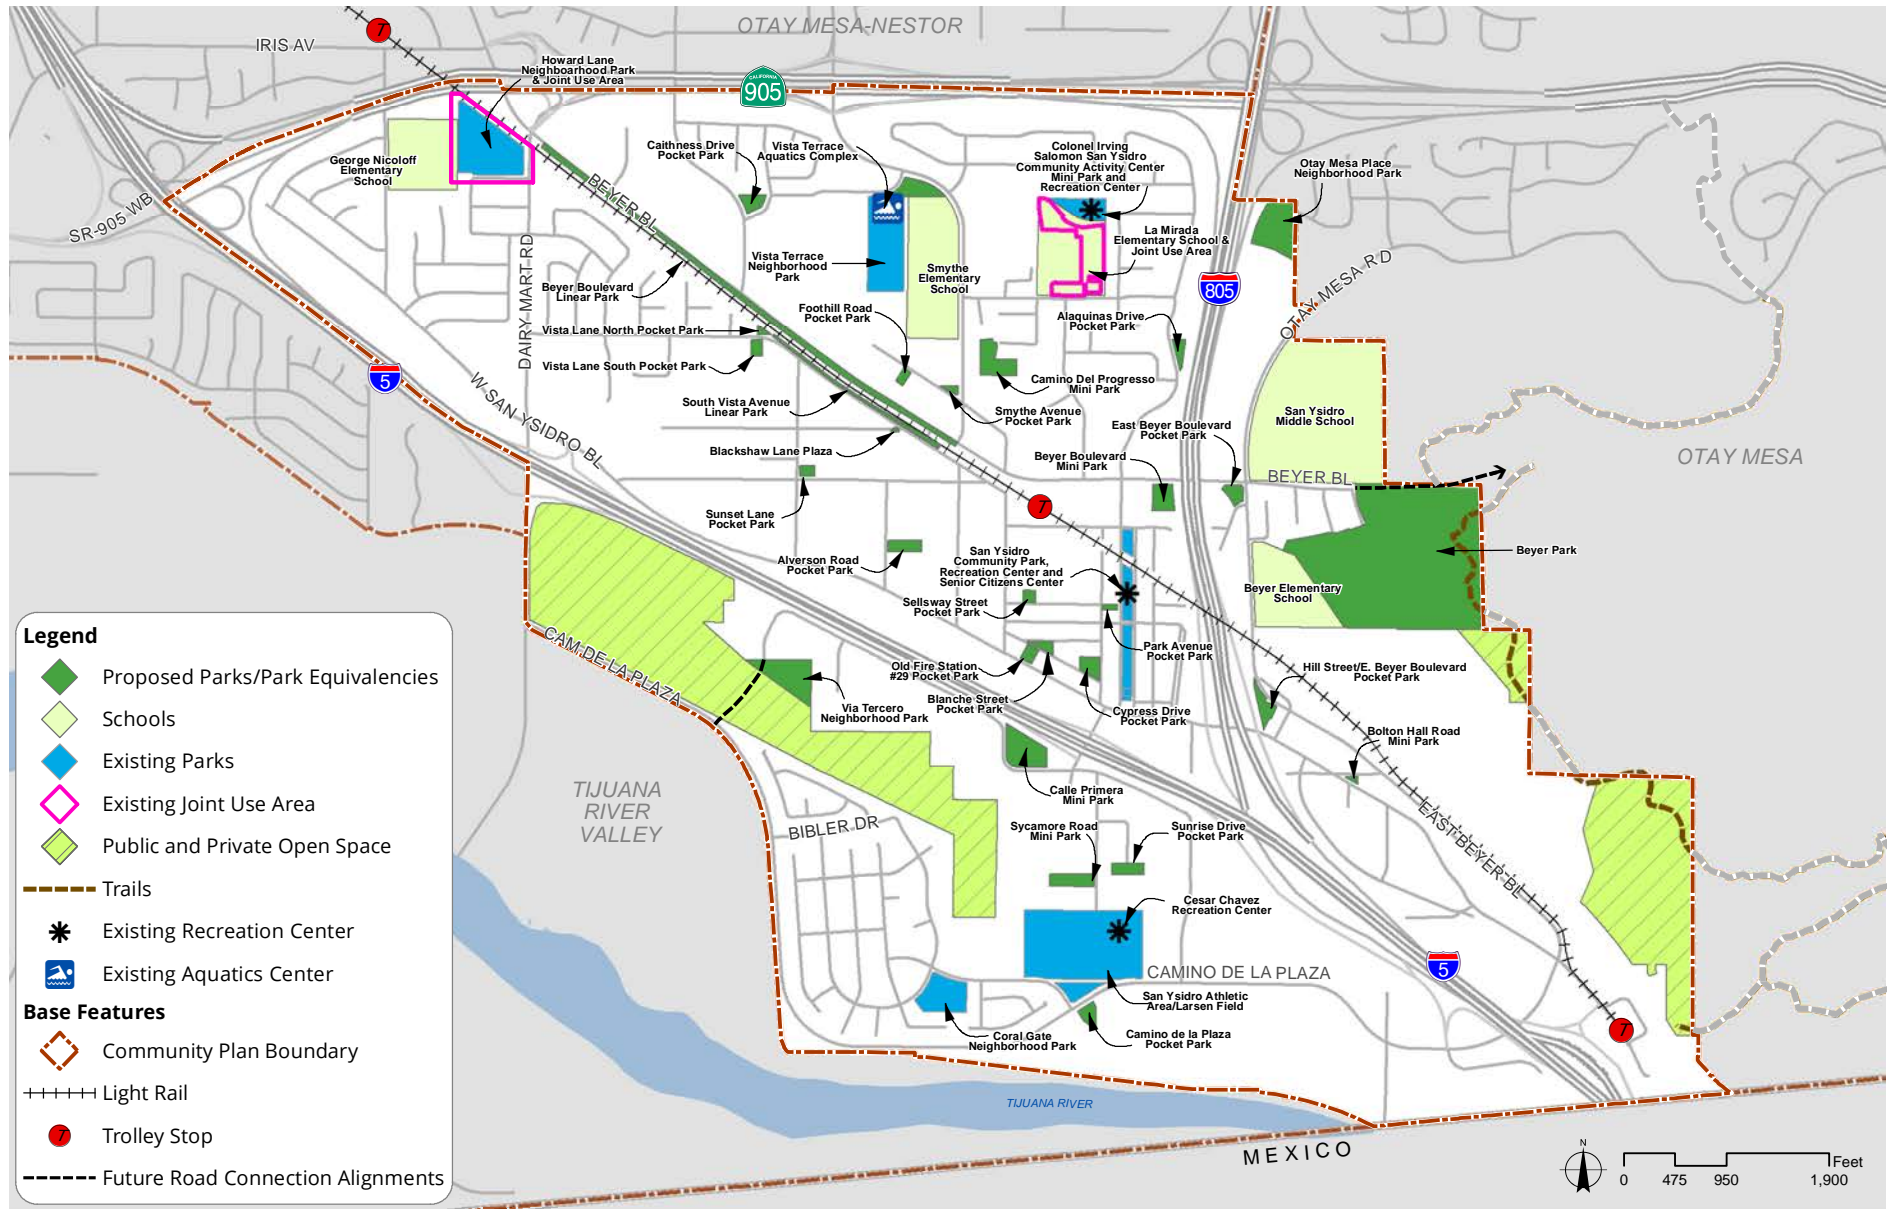 OTAY MESA-NESTOR
IRIS AV
Howard Lane
Neighboarhood Park
& Joint Use Area
CALIFORNIA
905
T
George Nicoloff
Elementary
School
Caithness Drive
Pocket Park
Vista Terrace
Aquatics Complex
Colonel Irving
Salomon San Ysidro
Community Activity Center
Mini Park and
Recreation Center
Otay Mesa Place
Neighborhood Park
SR-905 WB
BEYER BL
DAIRY MART RD
La Mirada
Elementary School &
Joint Use Area
Vista Terrace
Neighborhood
Park
Smythe
Elementary
School
805
OTAY MESA RD
Beyer Boulevard
Linear Park
Foothill Road
Pocket Park
Alaquinas Drive
Pocket Park
Vista Lane North Pocket Park
Vista Lane South Pocket Park
5
W SAN YSIDRO BL
Camino Del Progresso
Mini Park
South Vista Avenue
Linear Park
Smythe Avenue
Pocket Park
San Ysidro
Middle School
East Beyer Boulevard
Pocket Park
Blackshaw Lane Plaza
Beyer Boulevard
Mini Park
OTAY MESA
BEYER BL
Sunset Lane
Pocket Park
T
Alverson Road
Pocket Park
San Ysidro
Community Park,
Recreation Center and
Senior Citizens Center
Beyer Park
Beyer Elementary
School
Sellsway Street
Pocket Park
CAM DE LA PLAZA
Park Avenue
Pocket Park
Old Fire Station
#29 Pocket Park
Hill Street/E. Beyer Boulevard
Pocket Park
Blanche Street
Pocket Park
Via Tercero
Neighborhood Park
Cypress Drive
Pocket Park
Bolton Hall Road
Mini Park
TIJUANA
RIVER
VALLEY
Calle Primera
Mini Park
BIBLER DR
Sycamore Road
Mini Park
Sunrise Drive
Pocket Park
EAST BEYER BL
Cesar Chavez
Recreation Center
5
CAMINO DE LA PLAZA
San Ysidro Athletic
Area/Larsen Field
T
Coral Gate
Neighborhood Park
Camino de la Plaza
Pocket Park
TIJUANA RIVER
MEXICO
N
0 475 950 1,900
Feet
Legend
Proposed Parks/Park Equivalencies
Schools
Existing Parks
Existing Joint Use Area
Public and Private Open Space
Trails
Existing Recreation Center
Existing Aquatics Center
Base Features
Community Plan Boundary
Light Rail
T
Trolley Stop
Future Road Connection Alignments